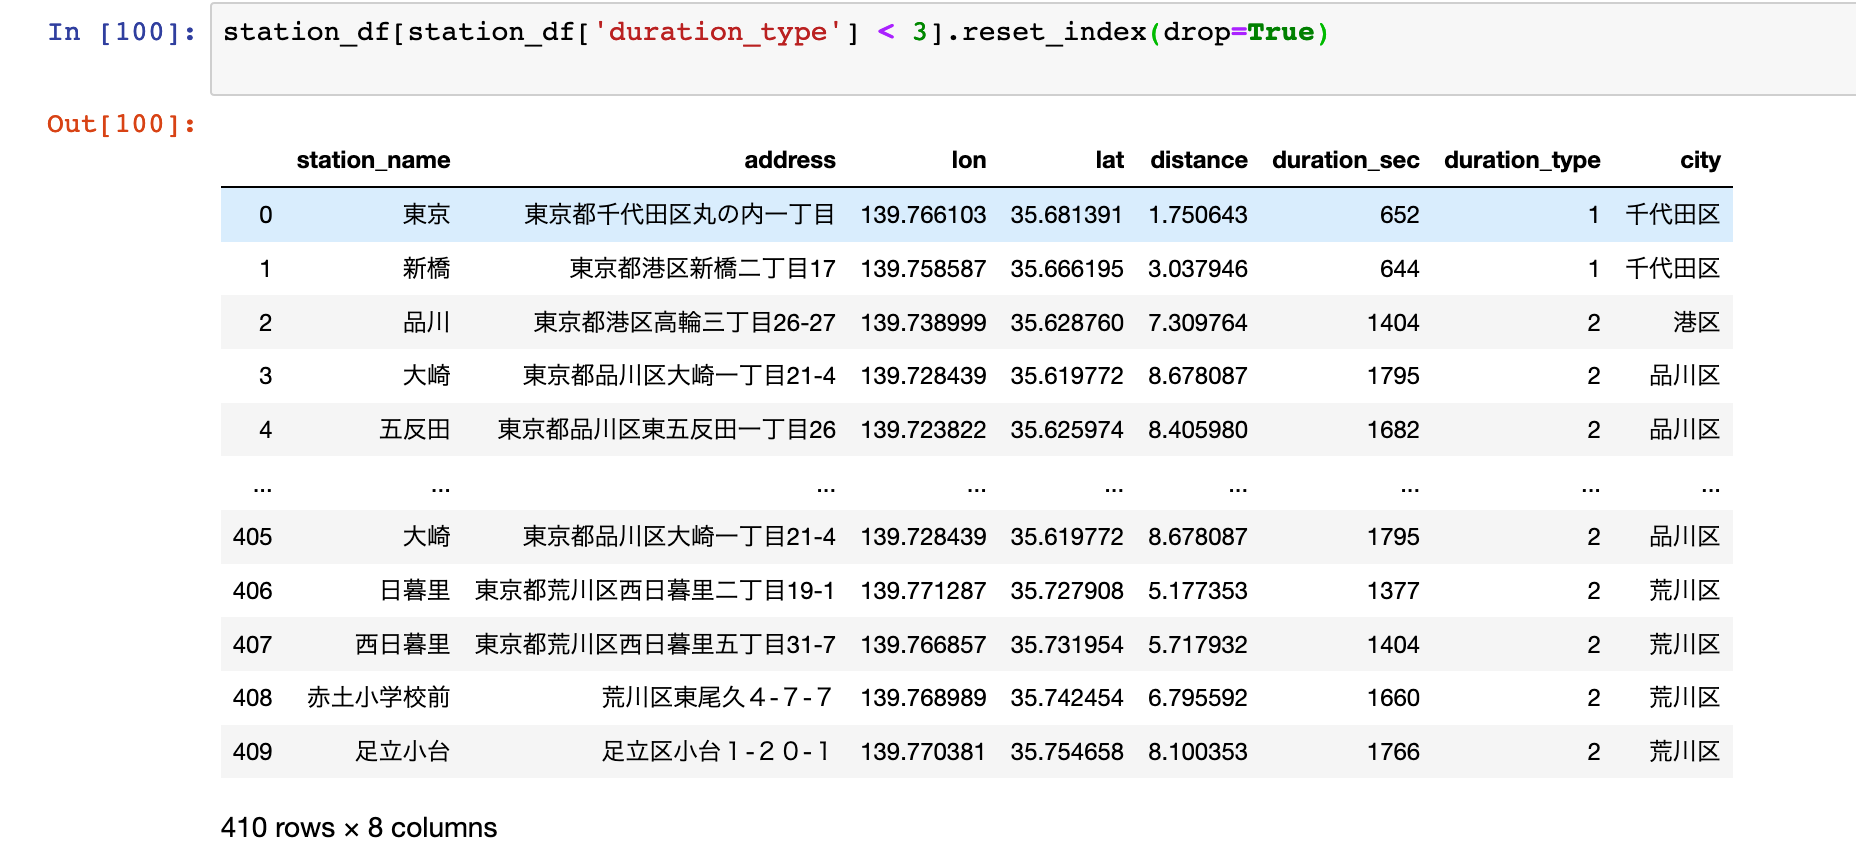 In [100]: station_df[station_df['duration_type'] < 3].reset_index(drop=True)
Out[100]:
station_name address lon lat distance duration_sec duration_type city
0 東京 東京都千代田区丸の内一丁目 139.766103 35.681391 1.750643 652 1 千代田区
1 新橋 東京都港区新橋二丁目17 139.758587 35.666195 3.037946 644 1 千代田区
2 品川 東京都港区高輪三丁目26-27 139.738999 35.628760 7.309764 1404 2 港区
3 大崎 東京都品川区大崎一丁目21-4 139.728439 35.619772 8.678087 1795 2 品川区
4 五反田 東京都品川区東五反田一丁目26 139.723822 35.625974 8.405980 1682 2 品川区
... ... ... ... ... ... ... ... ...
405 大崎 東京都品川区大崎一丁目21-4 139.728439 35.619772 8.678087 1795 2 品川区
406 日暮里 東京都荒川区西日暮里二丁目19-1 139.771287 35.727908 5.177353 1377 2 荒川区
407 西日暮里 東京都荒川区西日暮里五丁目31-7 139.766857 35.731954 5.717932 1404 2 荒川区
408 赤土小学校前 荒川区東尾久４-７-７ 139.768989 35.742454 6.795592 1660 2 荒川区
409 足立小台 足立区小台１-２０-１ 139.770381 35.754658 8.100353 1766 2 荒川区
410 rows × 8 columns